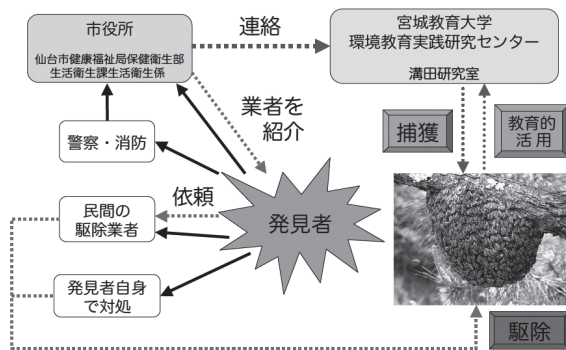 市役所
仙台市健康福祉局保健衛生部
生活衛生課生活衛生係
連絡
宮城教育大学
環境教育実践研究センター
溝田研究室
業者を
紹介
捕獲
教育的
活用
警察・消防
依頼
発見者
民間の
駆除業者
発見者自身
で対処
駆除